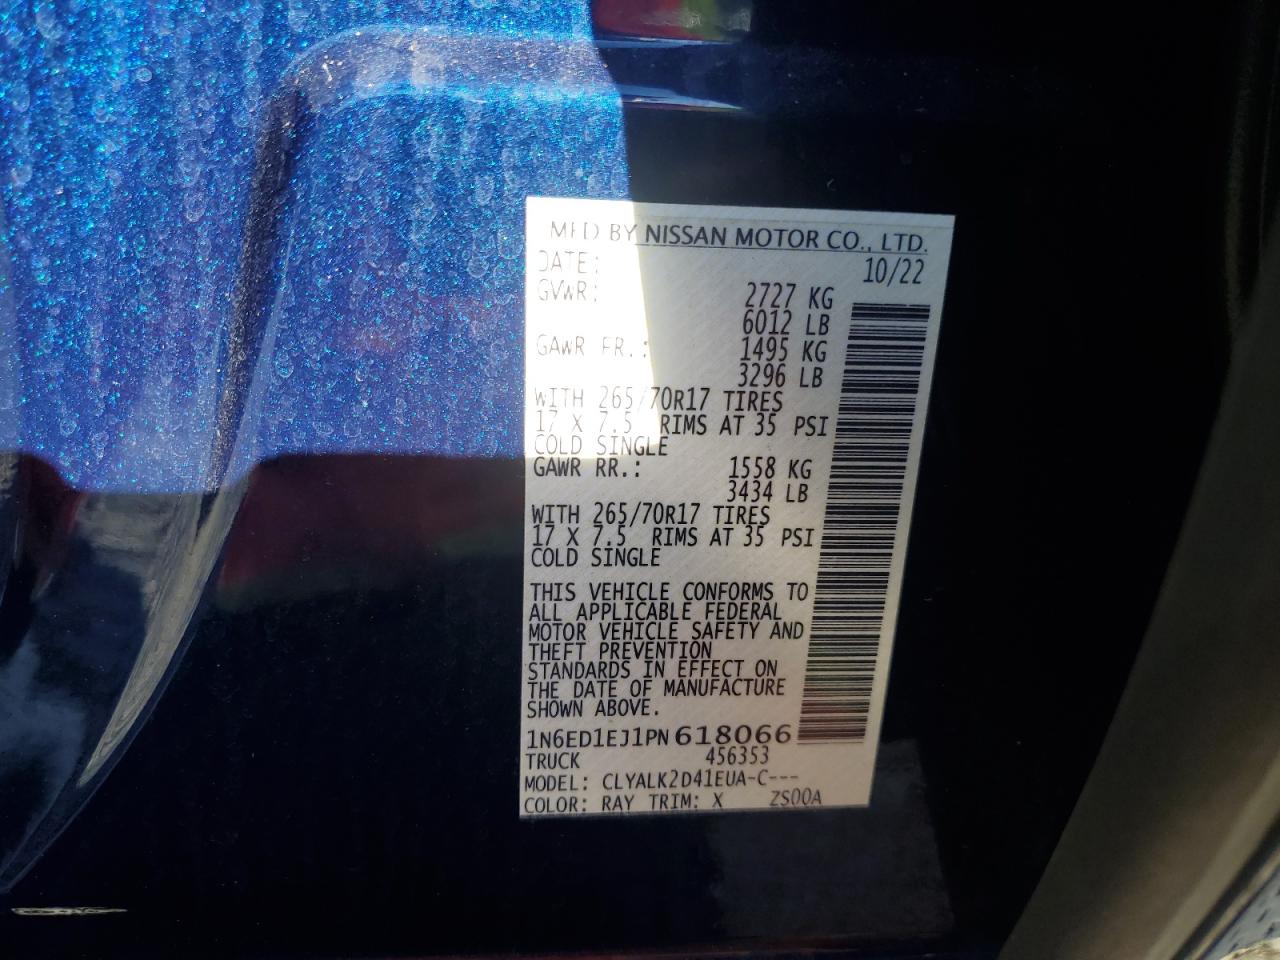 MFD BY NISSAN MOTOR CO., LTD.
DATE: 10/22
GVWR: 2727 KG
6012 LB
GAWR FR.: 1495 KG
3296 LB
WITH 265/70R17 TIRES
17 X 7.5 RIMS AT 35 PSI
COLD SINGLE
GAWR RR.: 1558 KG
3434 LB
WITH 265/70R17 TIRES
17 X 7.5 RIMS AT 35 PSI
COLD SINGLE
THIS VEHICLE CONFORMS TO
ALL APPLICABLE FEDERAL
MOTOR VEHICLE SAFETY AND
THEFT PREVENTION
STANDARDS IN EFFECT ON
THE DATE OF MANUFACTURE
SHOWN ABOVE.
1N6ED1EJ1PN618066
TRUCK 456353
MODEL: CLYALK2D41EUA-C---
COLOR: RAY TRIM: X ZS00A